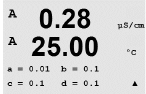 A 0.28 µS/cm
A 25.00 °C
a = 0.01 b = 0.1
c = 0.1 d = 0.1 ▲